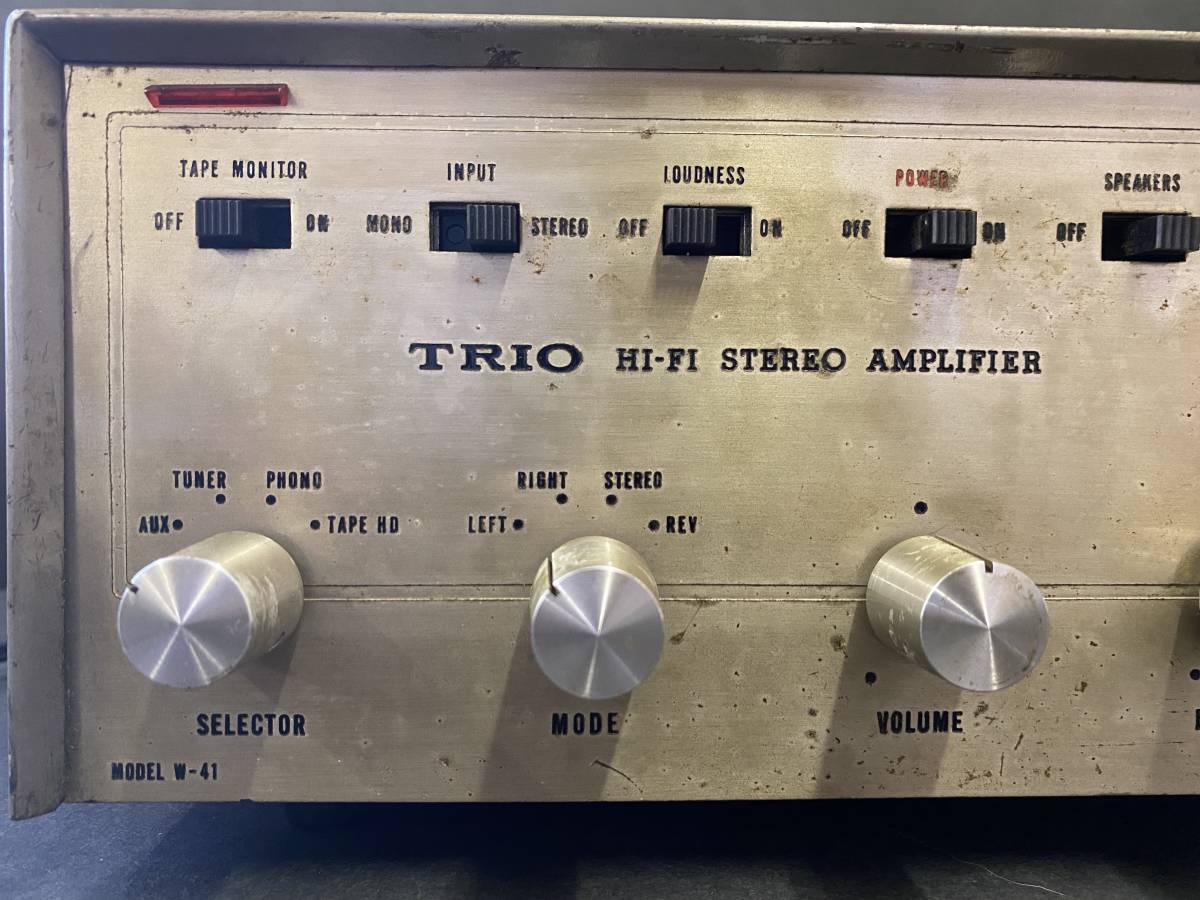 TAPE MONITOR
OFF ON
INPUT
MONO STEREO
LOUDNESS
OFF ON
POWER
OFF ON
SPEAKERS
OFF
TRIO HI-FI STEREO AMPLIFIER
TUNER PHONO
AUX TAPE HD
RIGHT STEREO
LEFT REV
SELECTOR
MODE
VOLUME
MODEL W-41